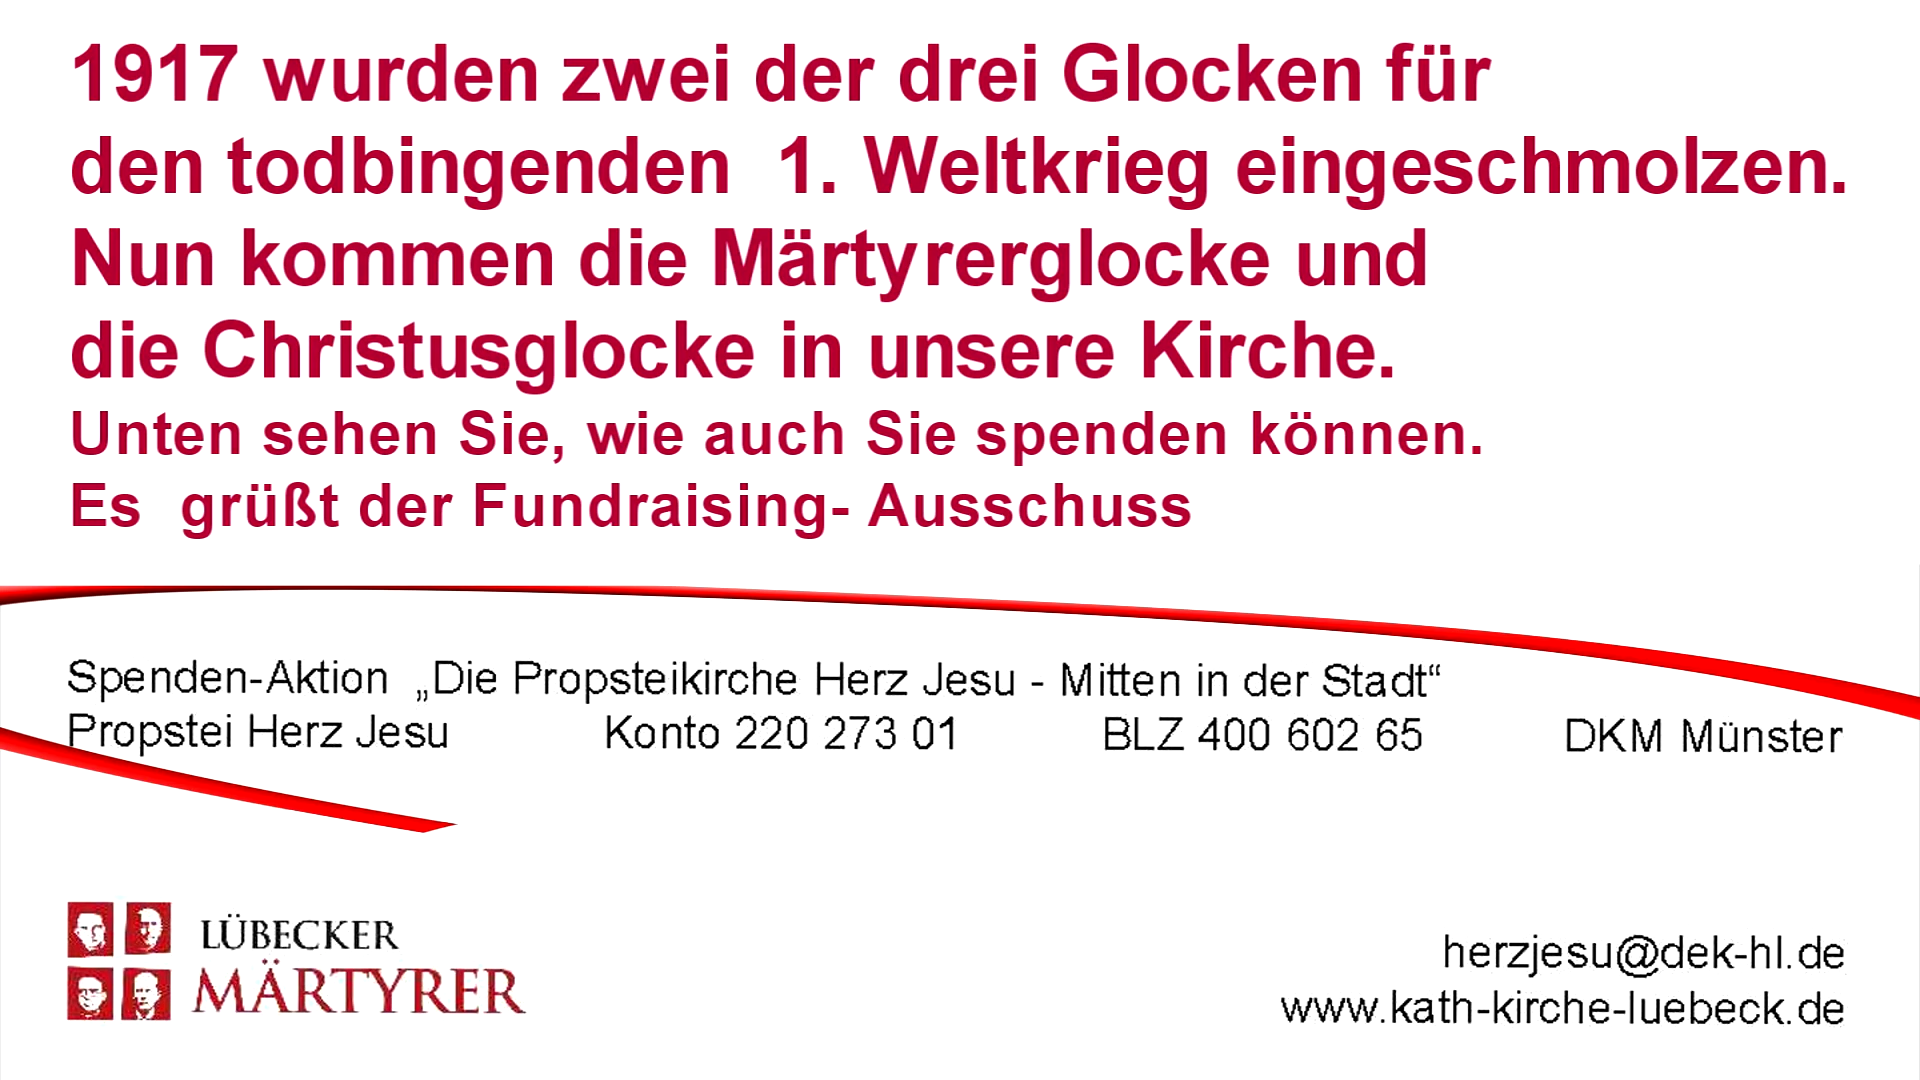 1917 wurden zwei der drei Glocken für
den todbingenden 1. Weltkrieg eingeschmolzen.
Nun kommen die Märtyrerglocke und
die Christusglocke in unsere Kirche.
Unten sehen Sie, wie auch Sie spenden können.
Es grüßt der Fundraising- Ausschuss
Spenden-Aktion „Die Propsteikirche Herz Jesu - Mitten in der Stadt“
Propstei Herz Jesu Konto 220 273 01 BLZ 400 602 65 DKM Münster
LÜBECKER
MÄRTYRER
herzjesu@dek-hl.de
www.kath-kirche-luebeck.de